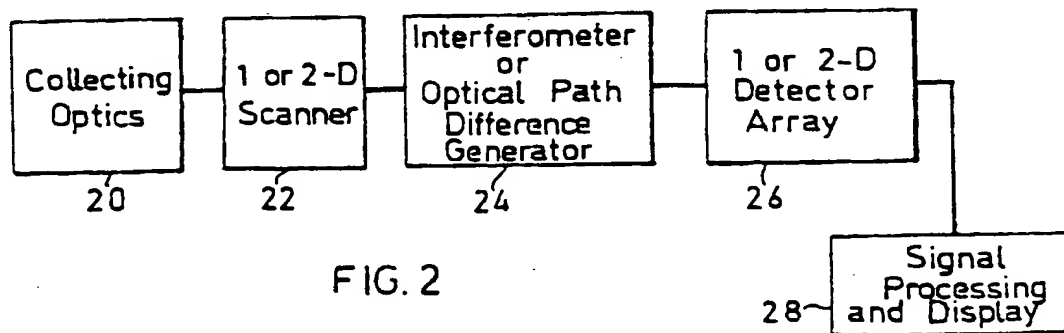 Collecting
Optics
20
1 or 2-D
Scanner
22
Interferometer
or
Optical Path
Difference
Generator
24
1 or 2-D
Detector
Array
26
Signal
Processing
and Display
28
FIG. 2